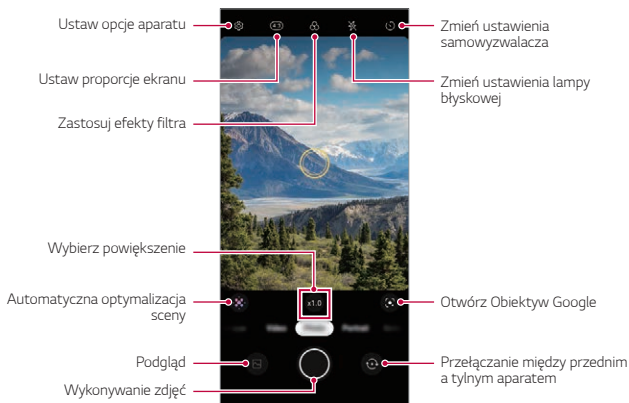 Ustaw opcje aparatu
Zmień ustawienia
samowyzwalacza
Ustaw proporcje ekranu
Zmień ustawienia lampy
błyskowej
Zastosuj efekty filtra
Wybierz powiększenie
x1.0
Automatyczna optymalizacja
sceny
Otwórz Obiektyw Google
Video
Photo
Portrait
Podgląd
Przełączanie między przednim
a tylnym aparatem
Wykonywanie zdjęć